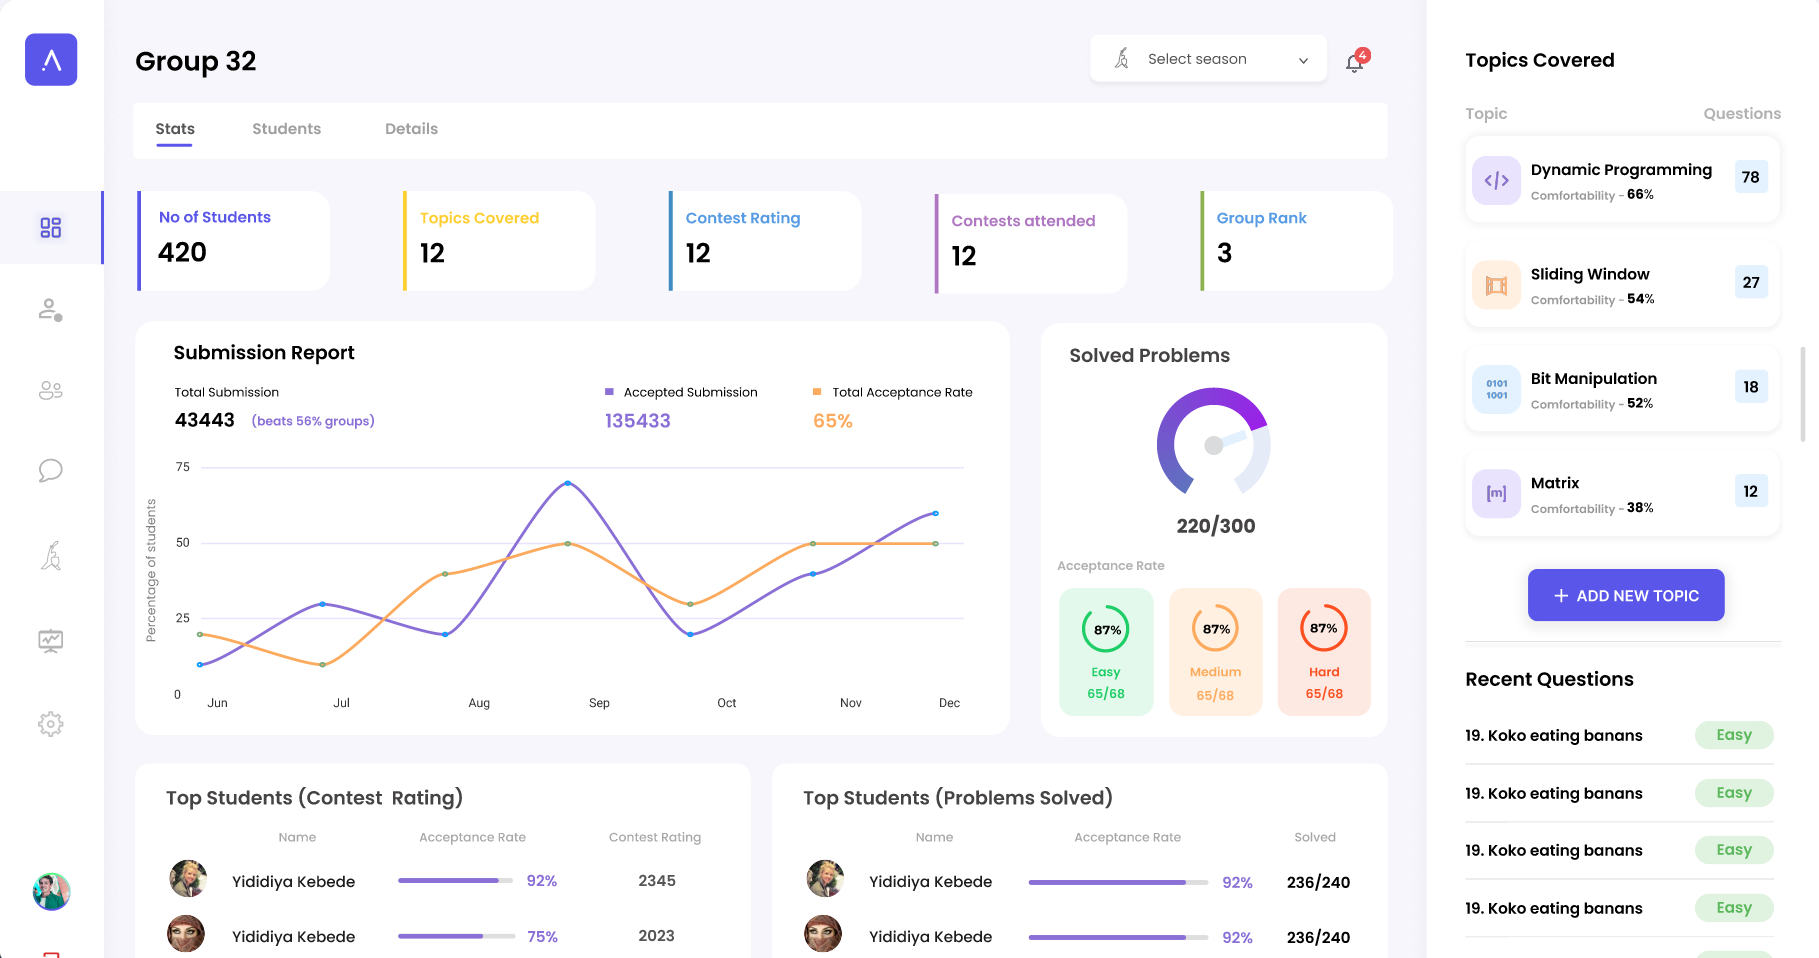 Group 32
Select season
4
Stats
Students
Details
No of Students
420
Topics Covered
12
Contest Rating
12
Contests attended
12
Group Rank
3
Submission Report
Total Submission
43443 (beats 56% groups)
Accepted Submission
135433
Total Acceptance Rate
65%
Percentage of students
75
50
25
0
Jun Jul Aug Sep Oct Nov Dec
Solved Problems
220/300
Acceptance Rate
87%
Easy
65/68
87%
Medium
65/68
87%
Hard
65/68
Top Students (Contest Rating)
Name Acceptance Rate Contest Rating
Yididiya Kebede 92% 2345
Yididiya Kebede 75% 2023
Top Students (Problems Solved)
Name Acceptance Rate Solved
Yididiya Kebede 92% 236/240
Yididiya Kebede 92% 236/240
Topics Covered
Topic Questions
Dynamic Programming
Comfortability - 66%
78
Sliding Window
Comfortability - 54%
27
0101
1001
Bit Manipulation
Comfortability - 52%
18
[m]
Matrix
Comfortability - 38%
12
+ ADD NEW TOPIC
Recent Questions
19. Koko eating banans Easy
19. Koko eating banans Easy
19. Koko eating banans Easy
19. Koko eating banans Easy